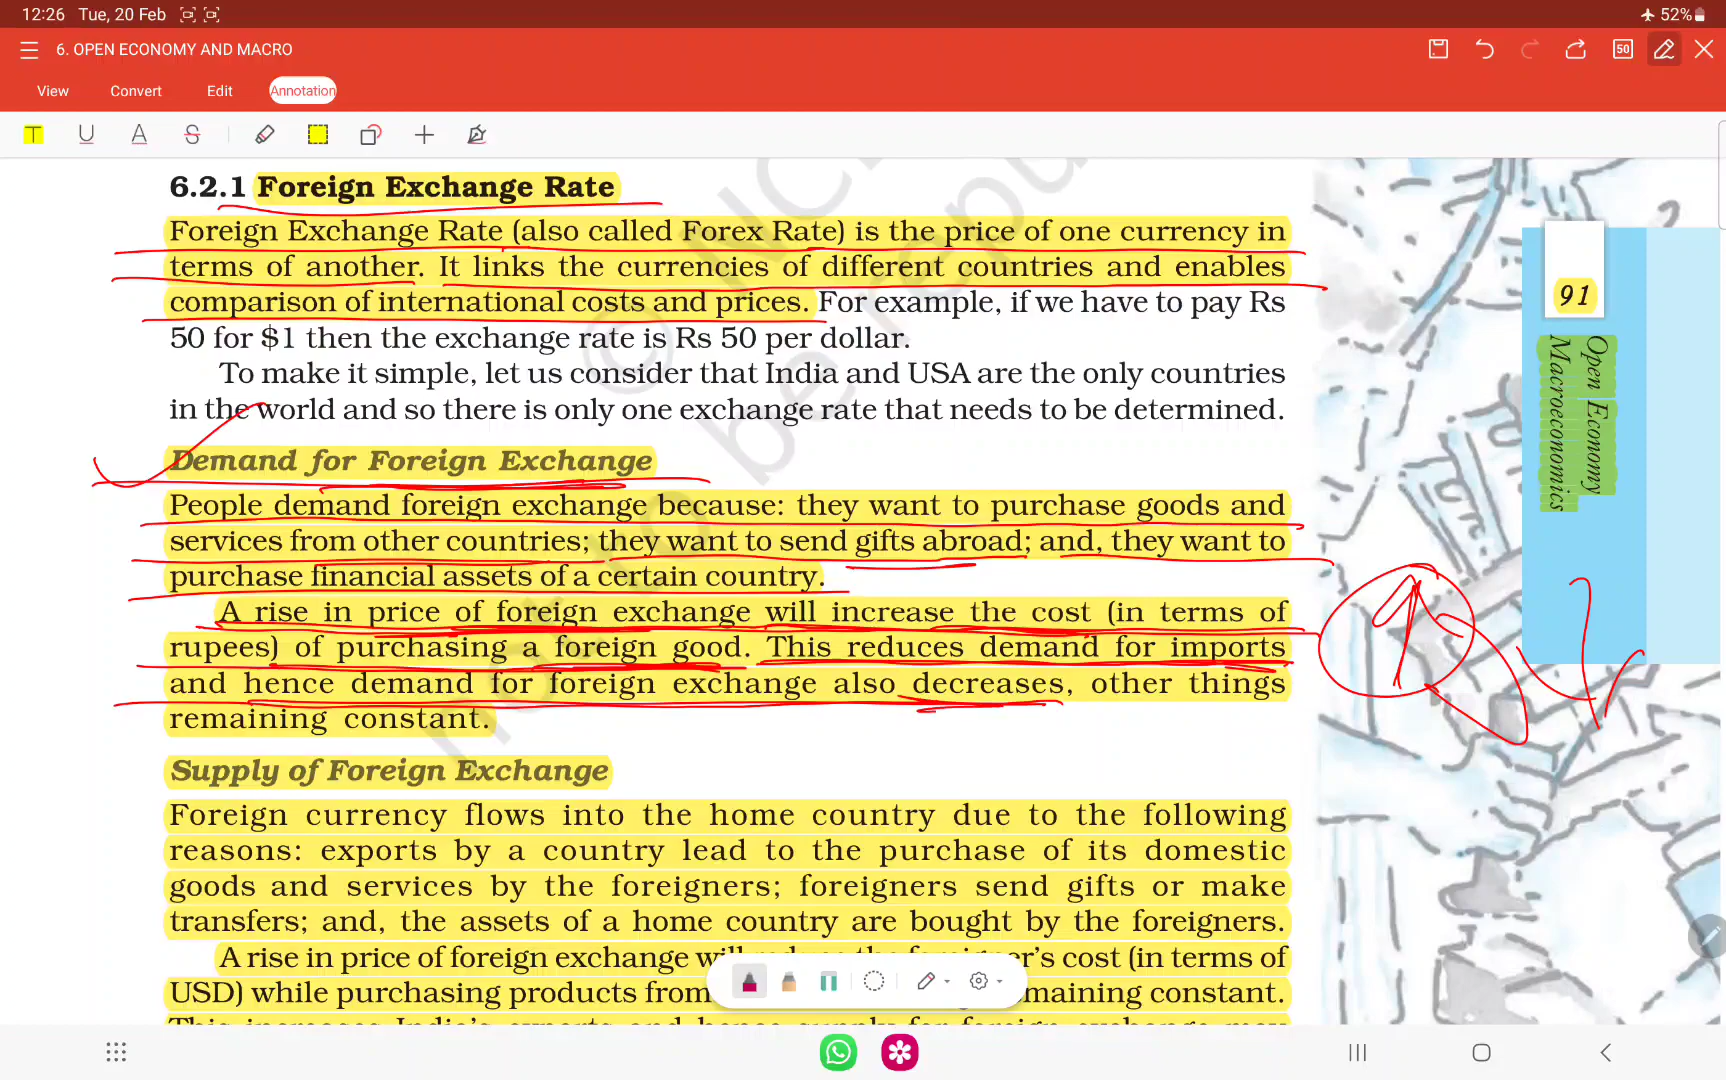 12:26 Tue, 20 Feb 52%
6. OPEN ECONOMY AND MACRO
50
View Convert Edit Annotation
T U A S
6.2.1 Foreign Exchange Rate
Foreign Exchange Rate (also called Forex Rate) is the price of one currency in
terms of another. It links the currencies of different countries and enables
comparison of international costs and prices. For example, if we have to pay Rs
50 for $1 then the exchange rate is Rs 50 per dollar.
To make it simple, let us consider that India and USA are the only countries
in the world and so there is only one exchange rate that needs to be determined.
Demand for Foreign Exchange
People demand foreign exchange because: they want to purchase goods and
services from other countries; they want to send gifts abroad; and, they want to
purchase financial assets of a certain country.
A rise in price of foreign exchange will increase the cost (in terms of
rupees) of purchasing a foreign good. This reduces demand for imports
and hence demand for foreign exchange also decreases, other things
remaining constant.
Supply of Foreign Exchange
Foreign currency flows into the home country due to the following
reasons: exports by a country lead to the purchase of its domestic
goods and services by the foreigners; foreigners send gifts or make
transfers; and, the assets of a home country are bought by the foreigners.
A rise in price of foreign exchange cost (in terms of
USD) while purchasing products from constant.
91
Open Economy
Macroeconomics